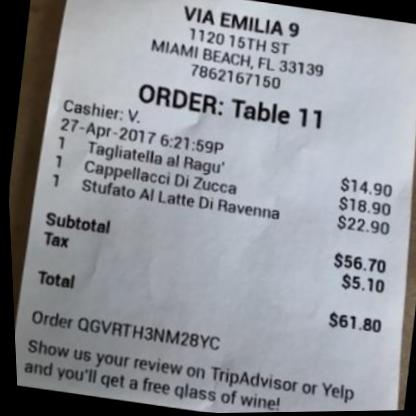 VIA EMILIA 9
1120 15TH ST
MIAMI BEACH, FL 33139
7862167150
ORDER: Table 11
Cashier: V.
27-Apr-2017 6:21:59P
1 Tagliatella al Ragu' $14.90
1 Cappellacci Di Zucca $18.90
1 Stufato Al Latte Di Ravenna $22.90
Subtotal $56.70
Tax $5.10
Total $61.80
Order QGVRTH3NM28YC
Show us your review on TripAdvisor or Yelp
and you'll get a free glass of wine!